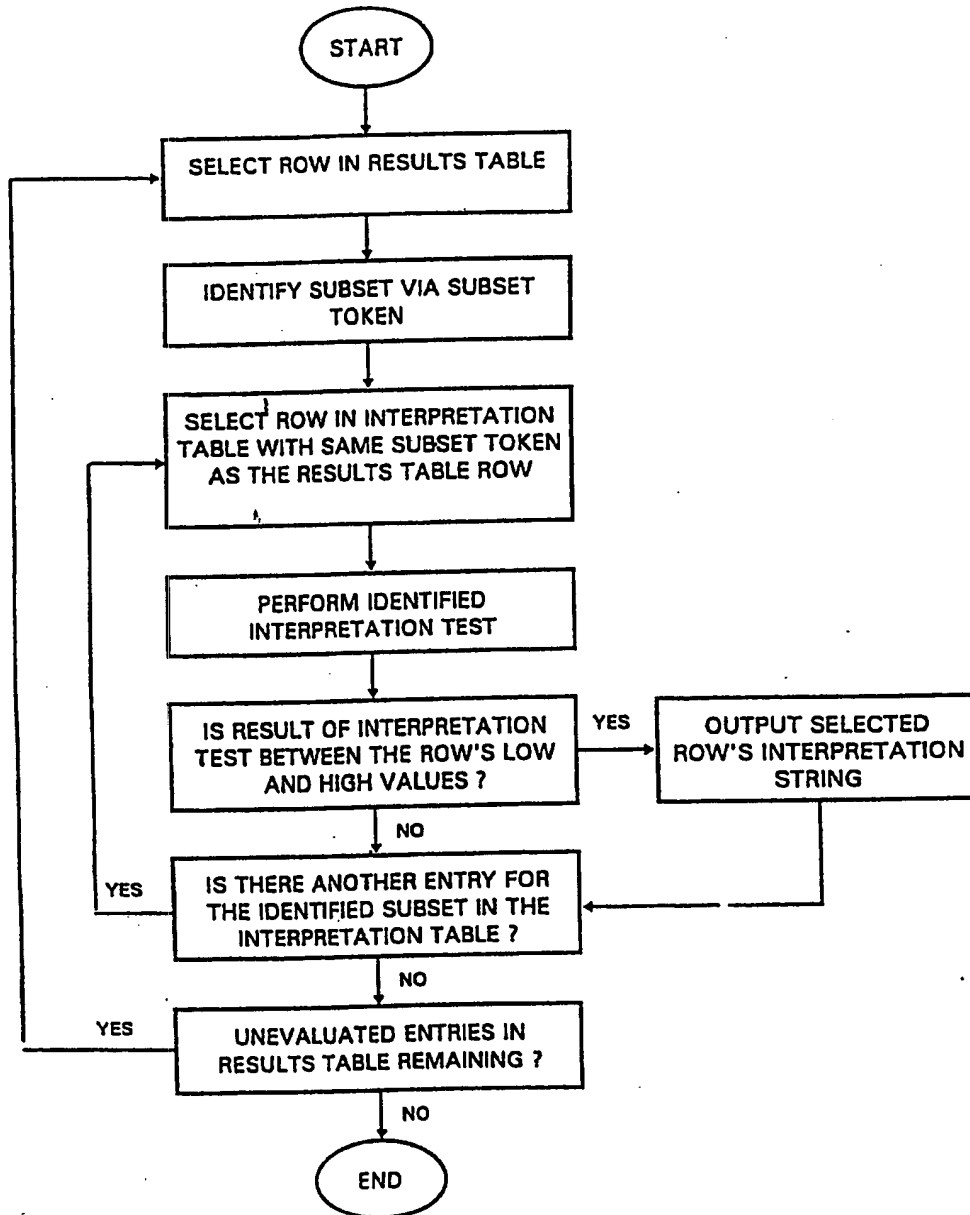 START
SELECT ROW IN RESULTS TABLE
IDENTIFY SUBSET VIA SUBSET
TOKEN
SELECT ROW IN INTERPRETATION
TABLE WITH SAME SUBSET TOKEN
AS THE RESULTS TABLE ROW
PERFORM IDENTIFIED
INTERPRETATION TEST
IS RESULT OF INTERPRETATION
TEST BETWEEN THE ROW'S LOW
AND HIGH VALUES ?
YES
OUTPUT SELECTED
ROW'S INTERPRETATION
STRING
NO
IS THERE ANOTHER ENTRY FOR
THE IDENTIFIED SUBSET IN THE
INTERPRETATION TABLE ?
YES
NO
UNEVALUATED ENTRIES IN
RESULTS TABLE REMAINING ?
YES
NO
END